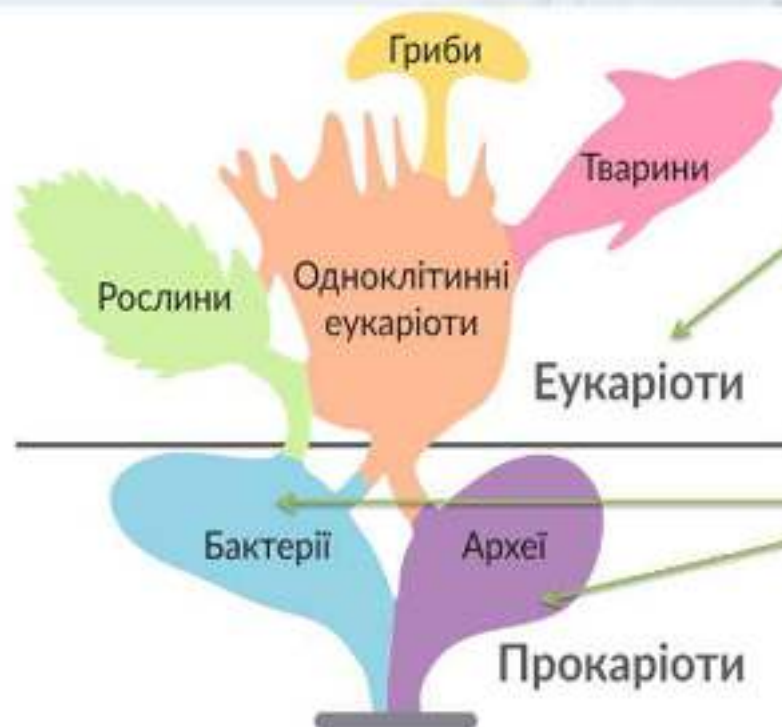 Гриби
Тварини
Рослини
Одноклітинні
еукаріоти
Еукаріоти
Бактерії
Археї
Прокаріоти